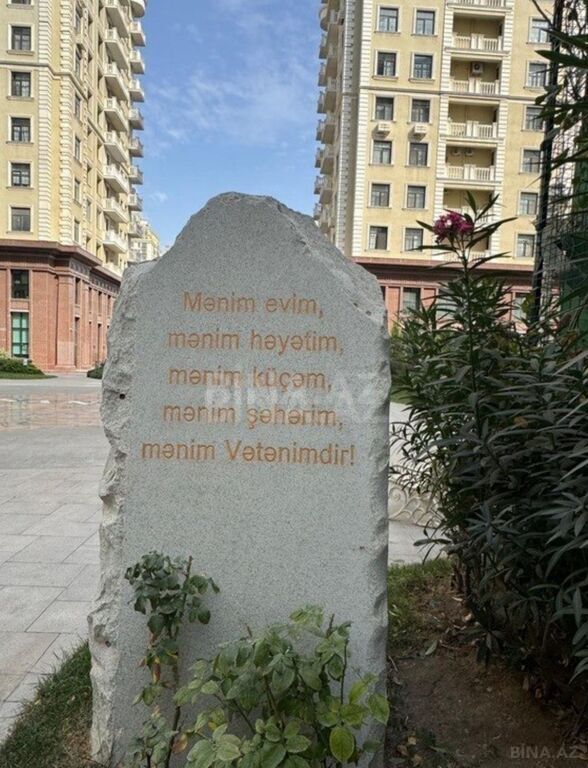 Mənim evim,
mənim həyətim,
mənim küçəm,
mənim şəhərim,
mənim Vətənimdir!
BINA.AZ
BINA.AZ